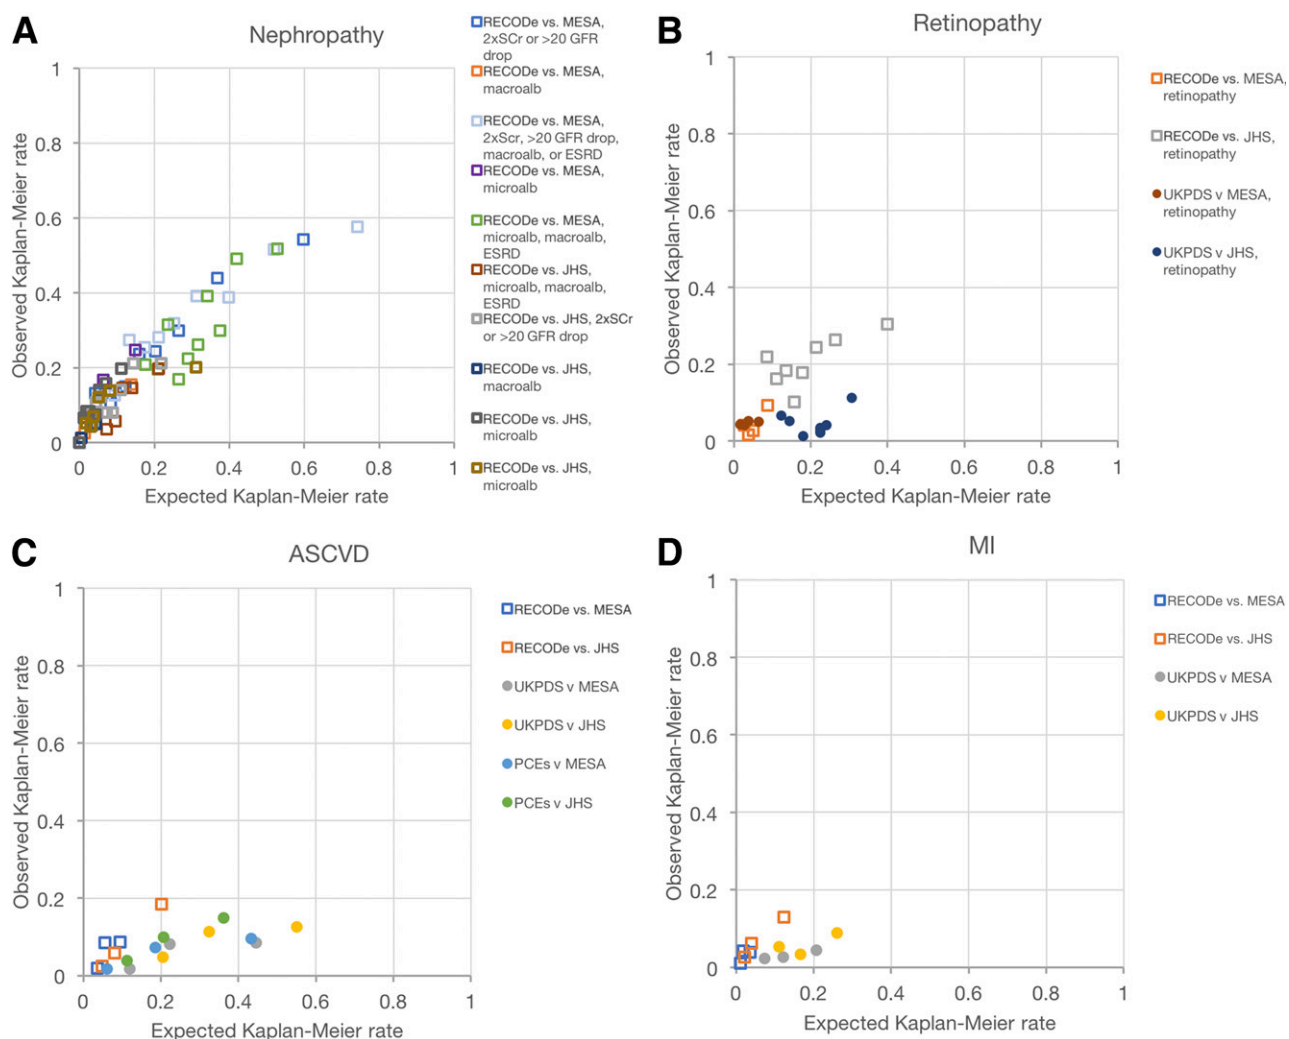 A
Nephropathy
Observed Kaplan-Meier rate
1
0.8
0.6
0.4
0.2
0
0 0.2 0.4 0.6 0.8 1
Expected Kaplan-Meier rate
RECODe vs. MESA,
2xSCr or >20 GFR
drop
RECODe vs. MESA,
macroalb
RECODe vs. MESA,
2xScr, >20 GFR drop,
macroalb, or ESRD
RECODe vs. MESA,
microalb
RECODe vs. MESA,
microalb, macroalb,
ESRD
RECODe vs. JHS,
microalb, macroalb,
ESRD
RECODe vs. JHS, 2xSCr
or >20 GFR drop
RECODe vs. JHS,
macroalb
RECODe vs. JHS,
microalb
RECODe vs. JHS,
microalb
B
Retinopathy
Observed Kaplan-Meier rate
1
0.8
0.6
0.4
0.2
0
0 0.2 0.4 0.6 0.8 1
Expected Kaplan-Meier rate
RECODe vs. MESA,
retinopathy
RECODe vs. JHS,
retinopathy
UKPDS v MESA,
retinopathy
UKPDS v JHS,
retinopathy
C
ASCVD
Observed Kaplan-Meier rate
1
0.8
0.6
0.4
0.2
0
0 0.2 0.4 0.6 0.8 1
Expected Kaplan-Meier rate
RECODe vs. MESA
RECODe vs. JHS
UKPDS v MESA
UKPDS v JHS
PCEs v MESA
PCEs v JHS
D
MI
Observed Kaplan-Meier rate
1
0.8
0.6
0.4
0.2
0
0 0.2 0.4 0.6 0.8 1
Expected Kaplan-Meier rate
RECODe vs. MESA
RECODe vs. JHS
UKPDS v MESA
UKPDS v JHS